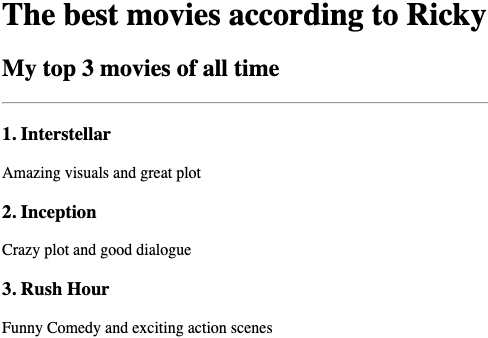 The best movies according to Ricky
My top 3 movies of all time
1. Interstellar
Amazing visuals and great plot
2. Inception
Crazy plot and good dialogue
3. Rush Hour
Funny Comedy and exciting action scenes